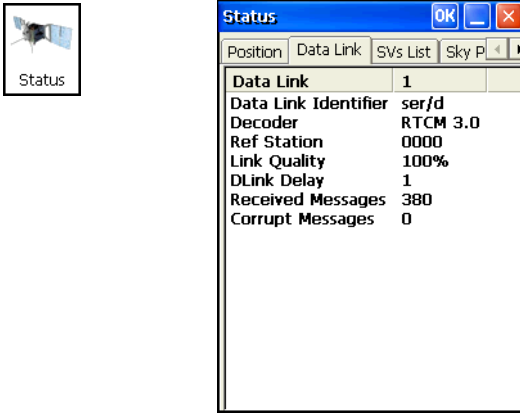 Status
Status
OK
Position Data Link SVs List Sky P
Data Link 1
Data Link Identifier ser/d
Decoder RTCM 3.0
Ref Station 0000
Link Quality 100%
DLink Delay 1
Received Messages 380
Corrupt Messages 0